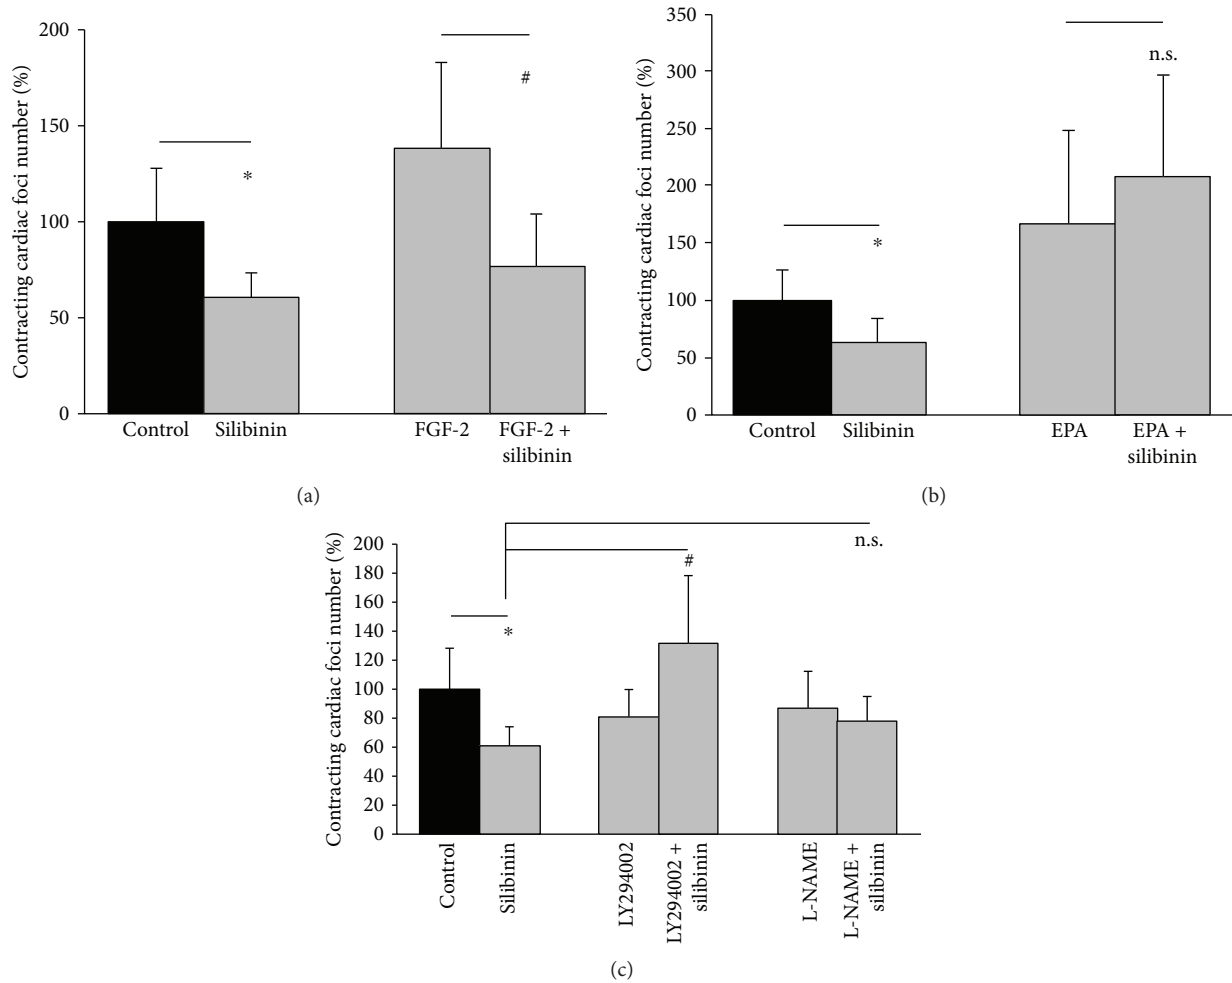 Contracting cardiac foci number (%)
200
150
100
50
0
*
#
Control
Silibinin
FGF-2
FGF-2 +
silibinin
(a)
Contracting cardiac foci number (%)
350
300
250
200
150
100
50
0
*
n.s.
Control
Silibinin
EPA
EPA +
silibinin
(b)
Contracting cardiac foci number (%)
200
180
160
140
120
100
80
60
40
20
0
*
#
n.s.
Control
Silibinin
LY294002
LY294002 +
silibinin
L-NAME
L-NAME +
silibinin
(c)